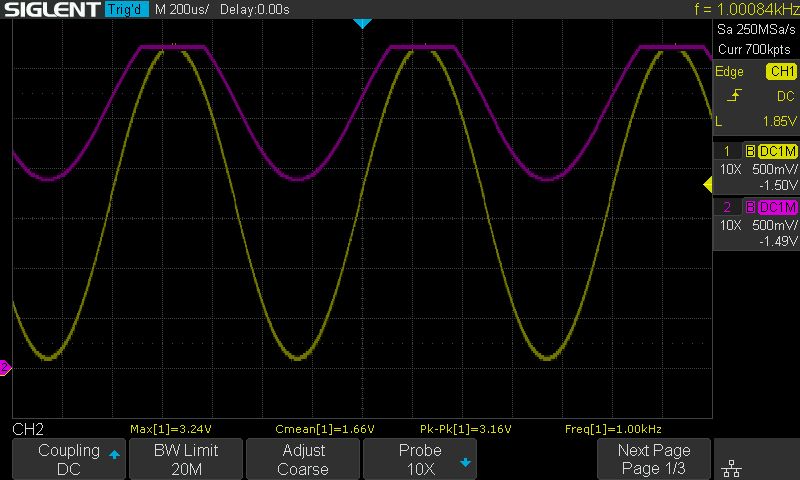 SIGLENT Trig'd M 200us/ Delay:0.00s f = 1.00084kHz
Sa 250MSa/s
Curr 700kpts
Edge CH1
DC
L 1.85V
1 B DC1M
10X 500mV/
-1.50V
2 B DC1M
10X 500mV/
-1.49V
2
CH2 Max[1]=3.24V Cmean[1]=1.66V Pk-Pk[1]=3.16V Freq[1]=1.00kHz
Coupling BW Limit Adjust Probe Next Page
DC 20M Coarse 10X Page 1/3